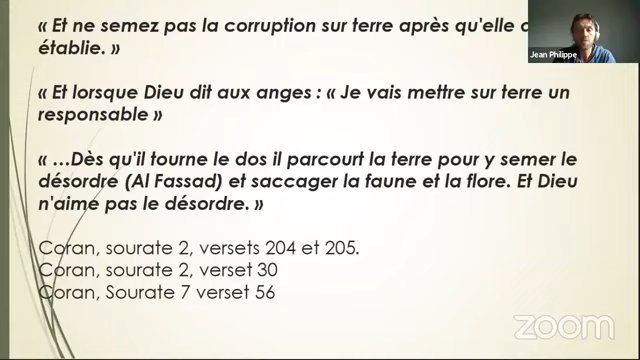 « Et ne semez pas la corruption sur terre après qu'elle a
établie. »
« Et lorsque Dieu dit aux anges : « Je vais mettre sur terre un
responsable »
« …Dès qu'il tourne le dos il parcourt la terre pour y semer le
désordre (Al Fassad) et saccager la faune et la flore. Et Dieu
n'aime pas le désordre. »
Coran, sourate 2, versets 204 et 205.
Coran, sourate 2, verset 30
Coran, Sourate 7 verset 56
Jean Philippe
zoom